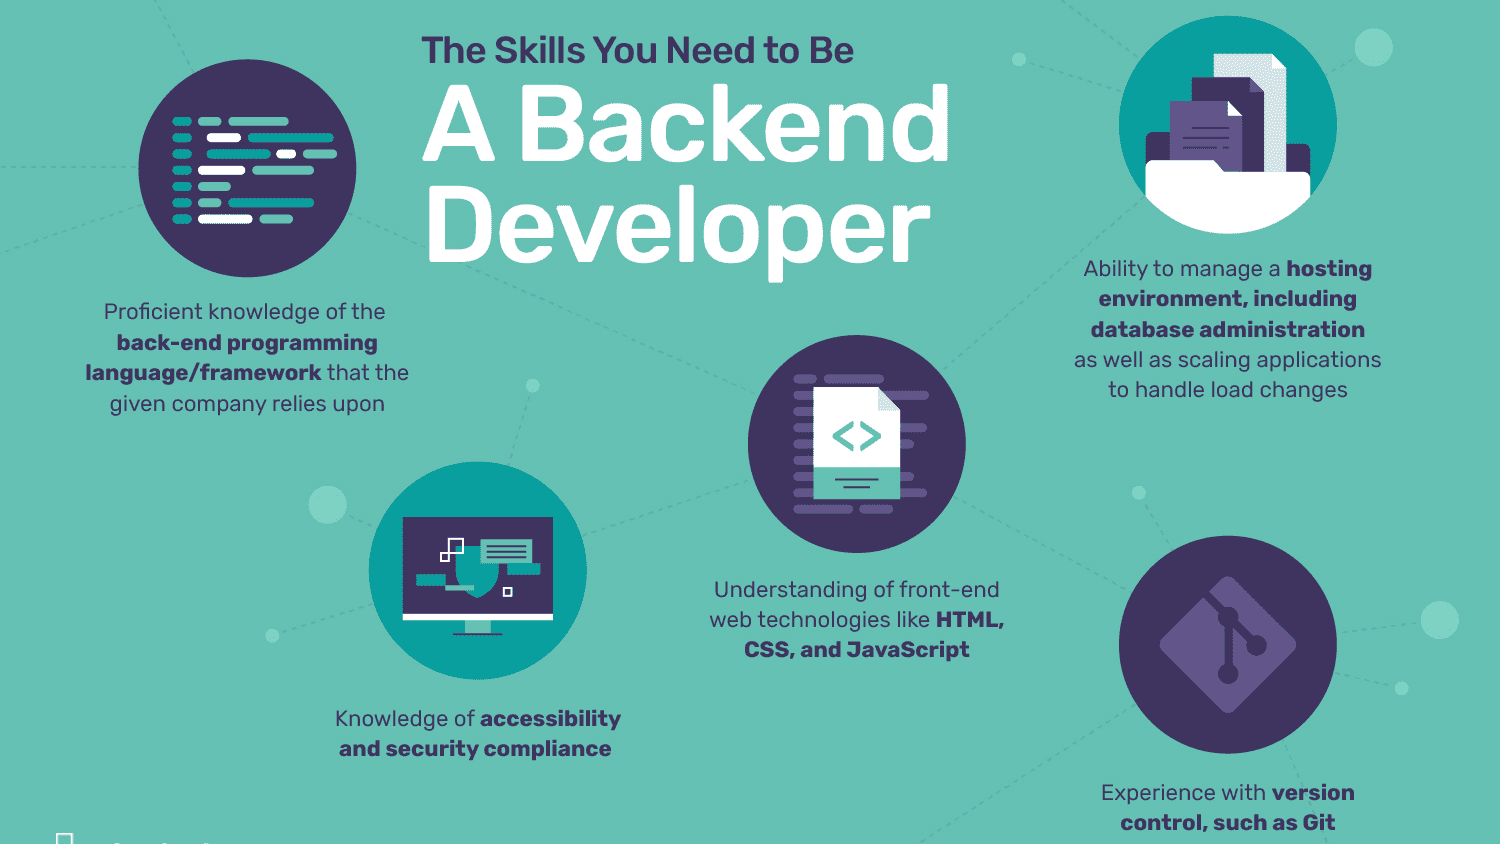 The Skills You Need to Be
A Backend
Developer
Proficient knowledge of the
back-end programming
language/framework that the
given company relies upon
Ability to manage a hosting
environment, including
database administration
as well as scaling applications
to handle load changes
<>
Understanding of front-end
web technologies like HTML,
CSS, and JavaScript
Knowledge of accessibility
and security compliance
Experience with version
control, such as Git